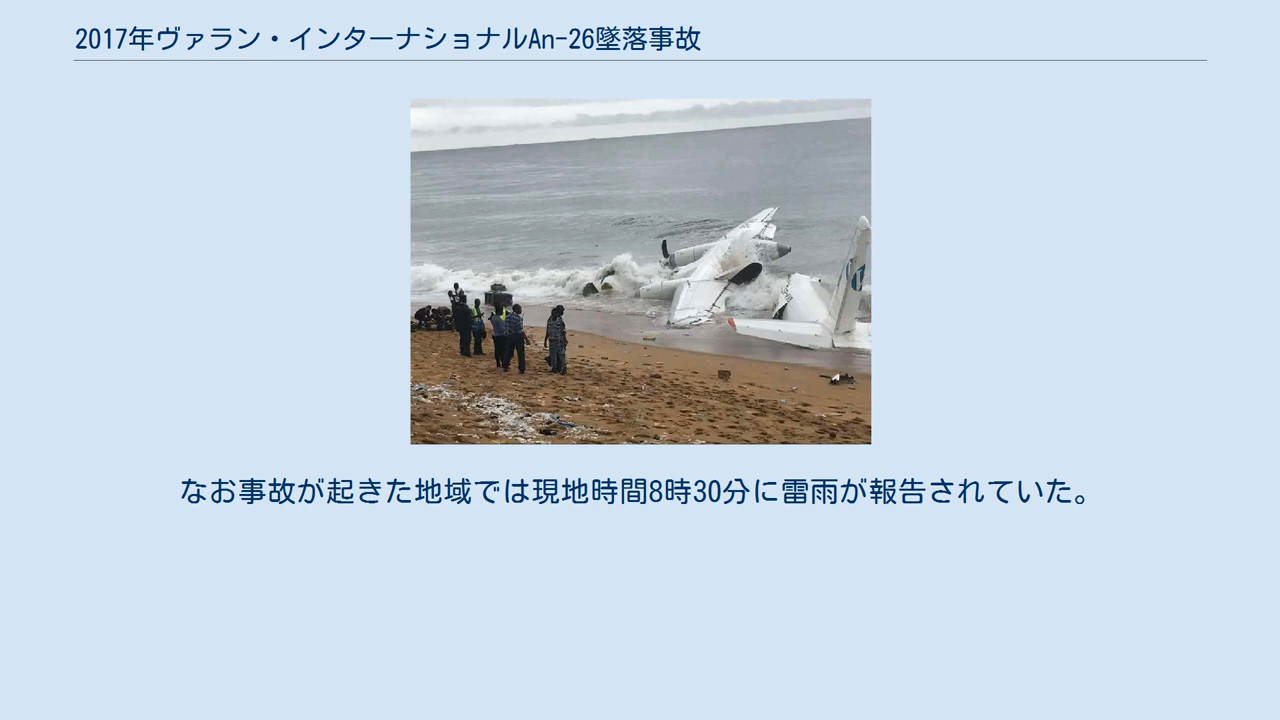 2017年ヴァラン・インターナショナルAn-26墜落事故
なお事故が起きた地域では現地時間8時30分に雷雨が報告されていた。